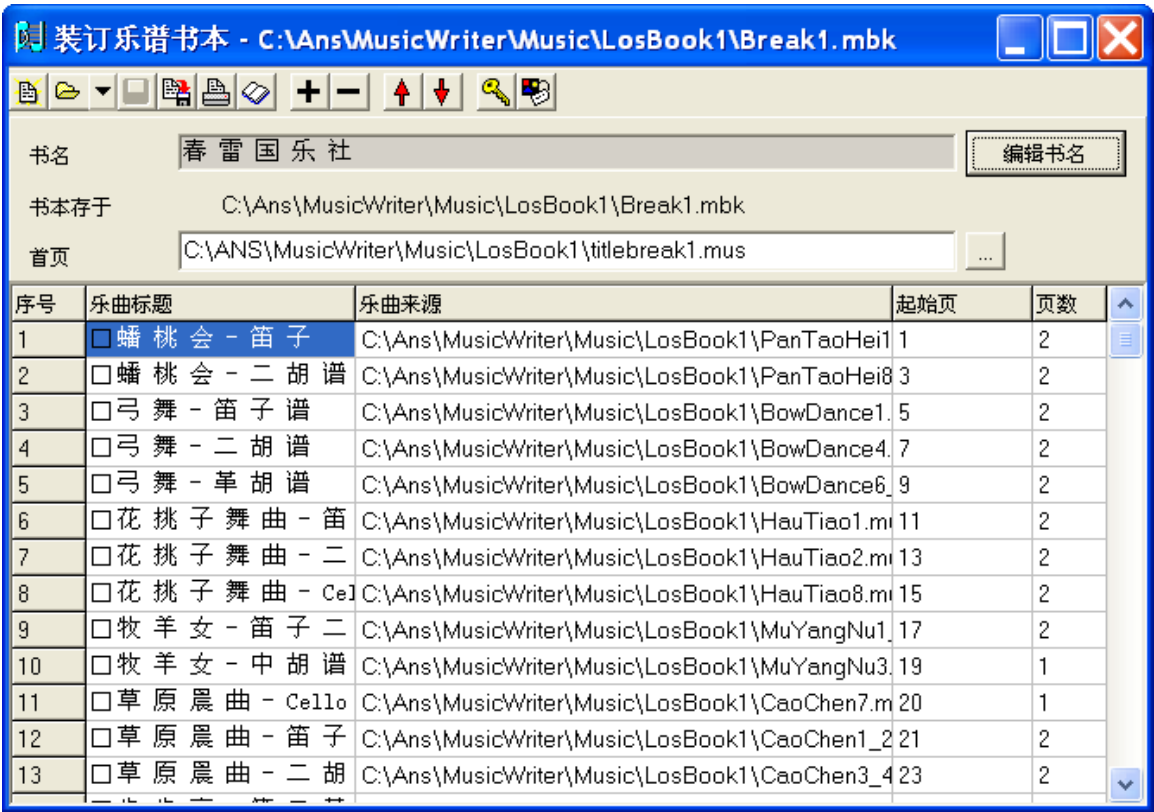 装订乐谱书本 - C:\Ans\MusicWriter\Music\LosBook1\Break1.mbk
书名 春 雷 国 乐 社 编辑书名
书本存于 C:\Ans\MusicWriter\Music\LosBook1\Break1.mbk
首页 C:\ANS\MusicWriter\Music\LosBook1\titlebreak1.mus ...
序号 乐曲标题 乐曲来源 起始页 页数
1 □蟠 桃 会 - 笛 子 C:\Ans\MusicWriter\Music\LosBook1\PanTaoHei1 1 2
2 □蟠 桃 会 - 二 胡 谱 C:\Ans\MusicWriter\Music\LosBook1\PanTaoHei8 3 2
3 □弓 舞 - 笛 子 谱 C:\Ans\MusicWriter\Music\LosBook1\BowDance1. 5 2
4 □弓 舞 - 二 胡 谱 C:\Ans\MusicWriter\Music\LosBook1\BowDance4. 7 2
5 □弓 舞 - 革 胡 谱 C:\Ans\MusicWriter\Music\LosBook1\BowDance6_ 9 2
6 □花 挑 子 舞 曲 - 笛 C:\Ans\MusicWriter\Music\LosBook1\HauTiao1.mu 11 2
7 □花 挑 子 舞 曲 - 二 C:\Ans\MusicWriter\Music\LosBook1\HauTiao2.mu 13 2
8 □花 挑 子 舞 曲 - Cel C:\Ans\MusicWriter\Music\LosBook1\HauTiao8.mu 15 2
9 □牧 羊 女 - 笛 子 二 C:\Ans\MusicWriter\Music\LosBook1\MuYangNu1_ 17 2
10 □牧 羊 女 - 中 胡 谱 C:\Ans\MusicWriter\Music\LosBook1\MuYangNu3. 19 1
11 □草 原 晨 曲 - Cello C:\Ans\MusicWriter\Music\LosBook1\CaoChen7.m 20 1
12 □草 原 晨 曲 - 笛 子 C:\Ans\MusicWriter\Music\LosBook1\CaoChen1_2 21 2
13 □草 原 晨 曲 - 二 胡 C:\Ans\MusicWriter\Music\LosBook1\CaoChen3_4 23 2